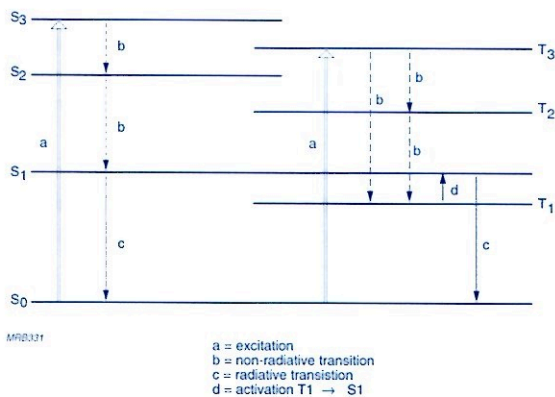 S3
b
T3
S2
b
T2
b
a
a
b
S1
d
T1
c
c
S0
MRB331
a = excitation
b = non-radiative transition
c = radiative transistion
d = activation T1 → S1